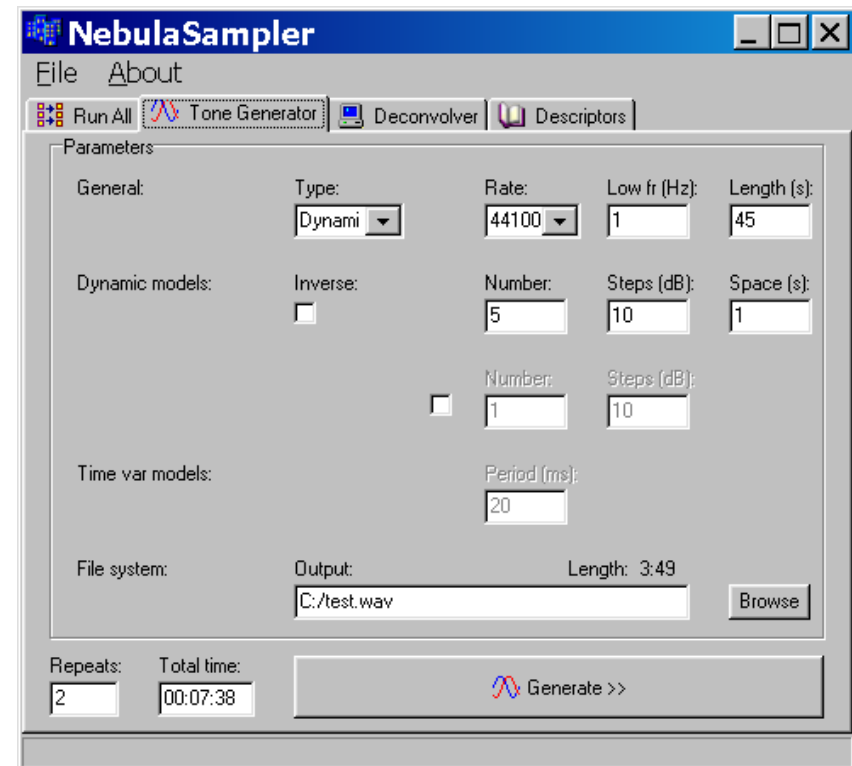 NebulaSampler
File About
Run All Tone Generator Deconvolver Descriptors
Parameters
General: Type: Rate: Low fr (Hz): Length (s):
Dynami 44100 1 45
Dynamic models: Inverse: Number: Steps (dB): Space (s):
5 10 1
Number: Steps (dB):
1 10
Time var models: Period (ms):
20
File system: Output: Length: 3:49
C:/test.wav Browse
Repeats: Total time:
2 00:07:38 Generate >>